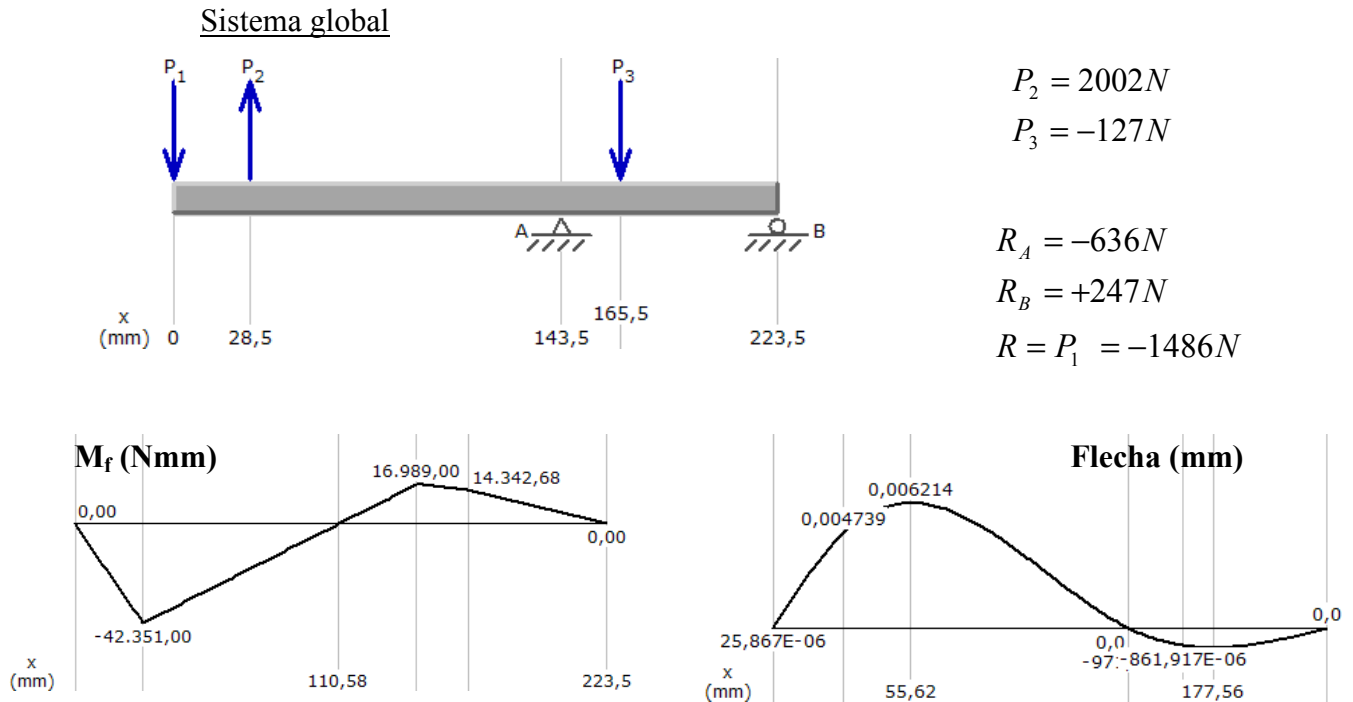 Sistema global
P1 P2 P3
P2 = 2002N
P3 = −127N
A B
RA = −636N
RB = +247N
R = P1 = −1486N
165,5
x
(mm) 0 28,5 143,5 223,5
Mf (Nmm)
0,00
16.989,00 14.342,68
0,00
-42.351,00
x
(mm) 110,58 223,5
Flecha (mm)
0,006214
0,004739
0,0
25,867E-06 0,0
-861,917E-06
x
(mm) 55,62 177,56